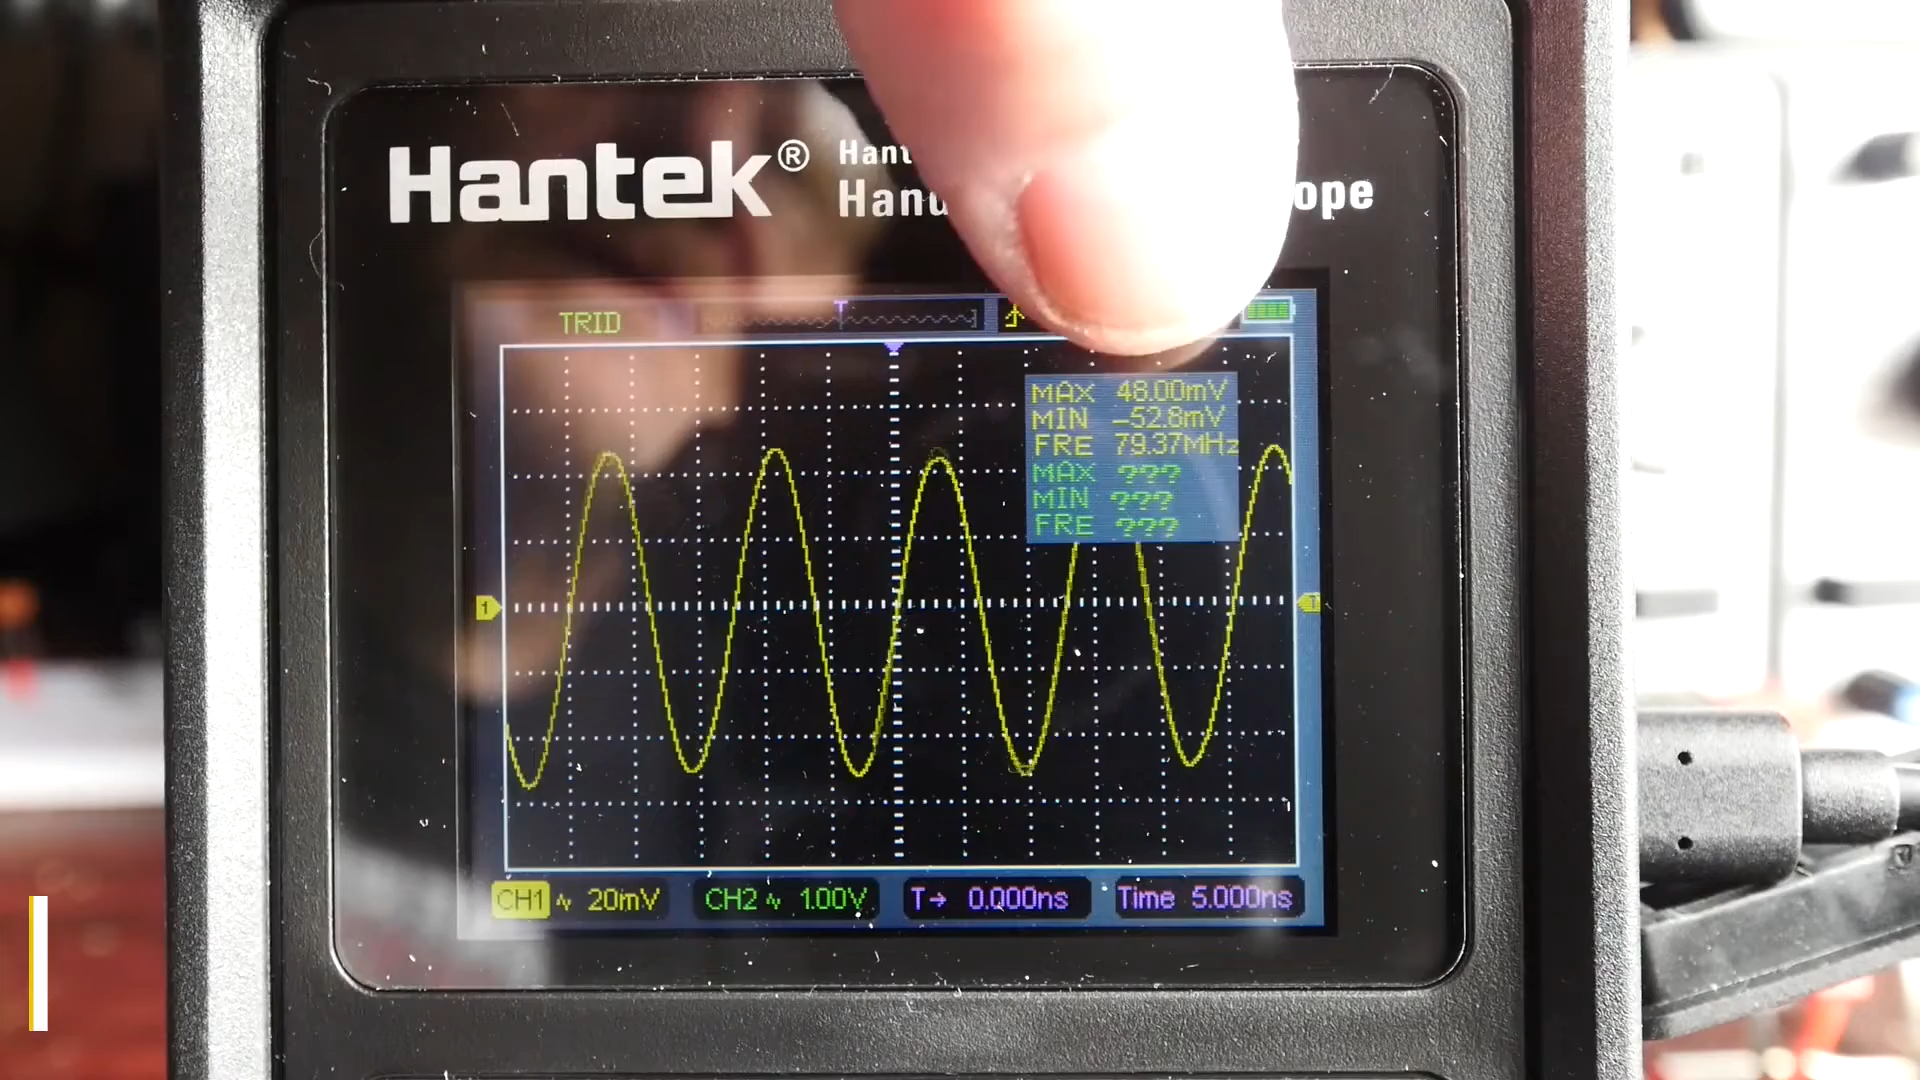 Hantek®
Hant
Hand ope
T
TRID
MAX 48.00mV
MIN -52.8mV
FRE 79.37MHz
MAX ???
MIN ???
FRE ???
1
CH1 20mV CH2 1.00V T→ 0.000ns Time 5.000ns